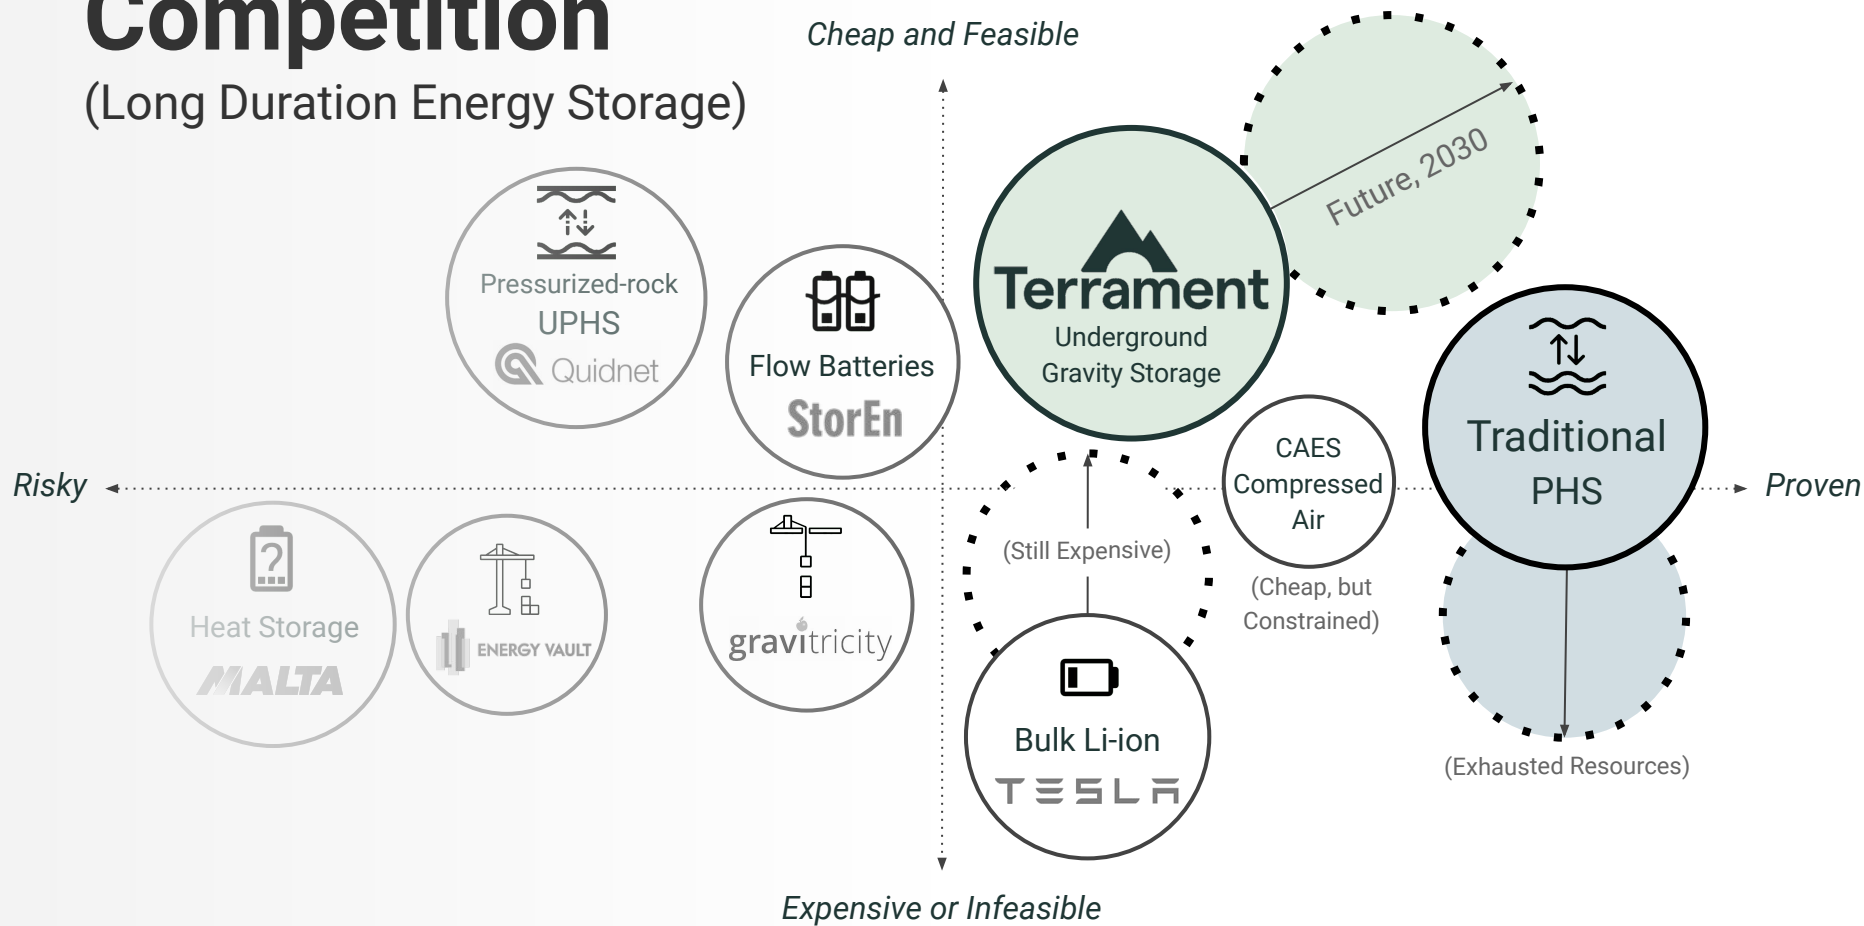 Competition
(Long Duration Energy Storage)
Cheap and Feasible
Future, 2030
Pressurized-rock
UPHS
Quidnet
Flow Batteries
StorEn
Terrament
Underground
Gravity Storage
CAES
Compressed
Air
(Cheap, but
Constrained)
Traditional
PHS
(Exhausted Resources)
Risky
Proven
?
Heat Storage
MALTA
ENERGY VAULT
gravitricity
(Still Expensive)
Bulk Li-ion
TESLA
Expensive or Infeasible